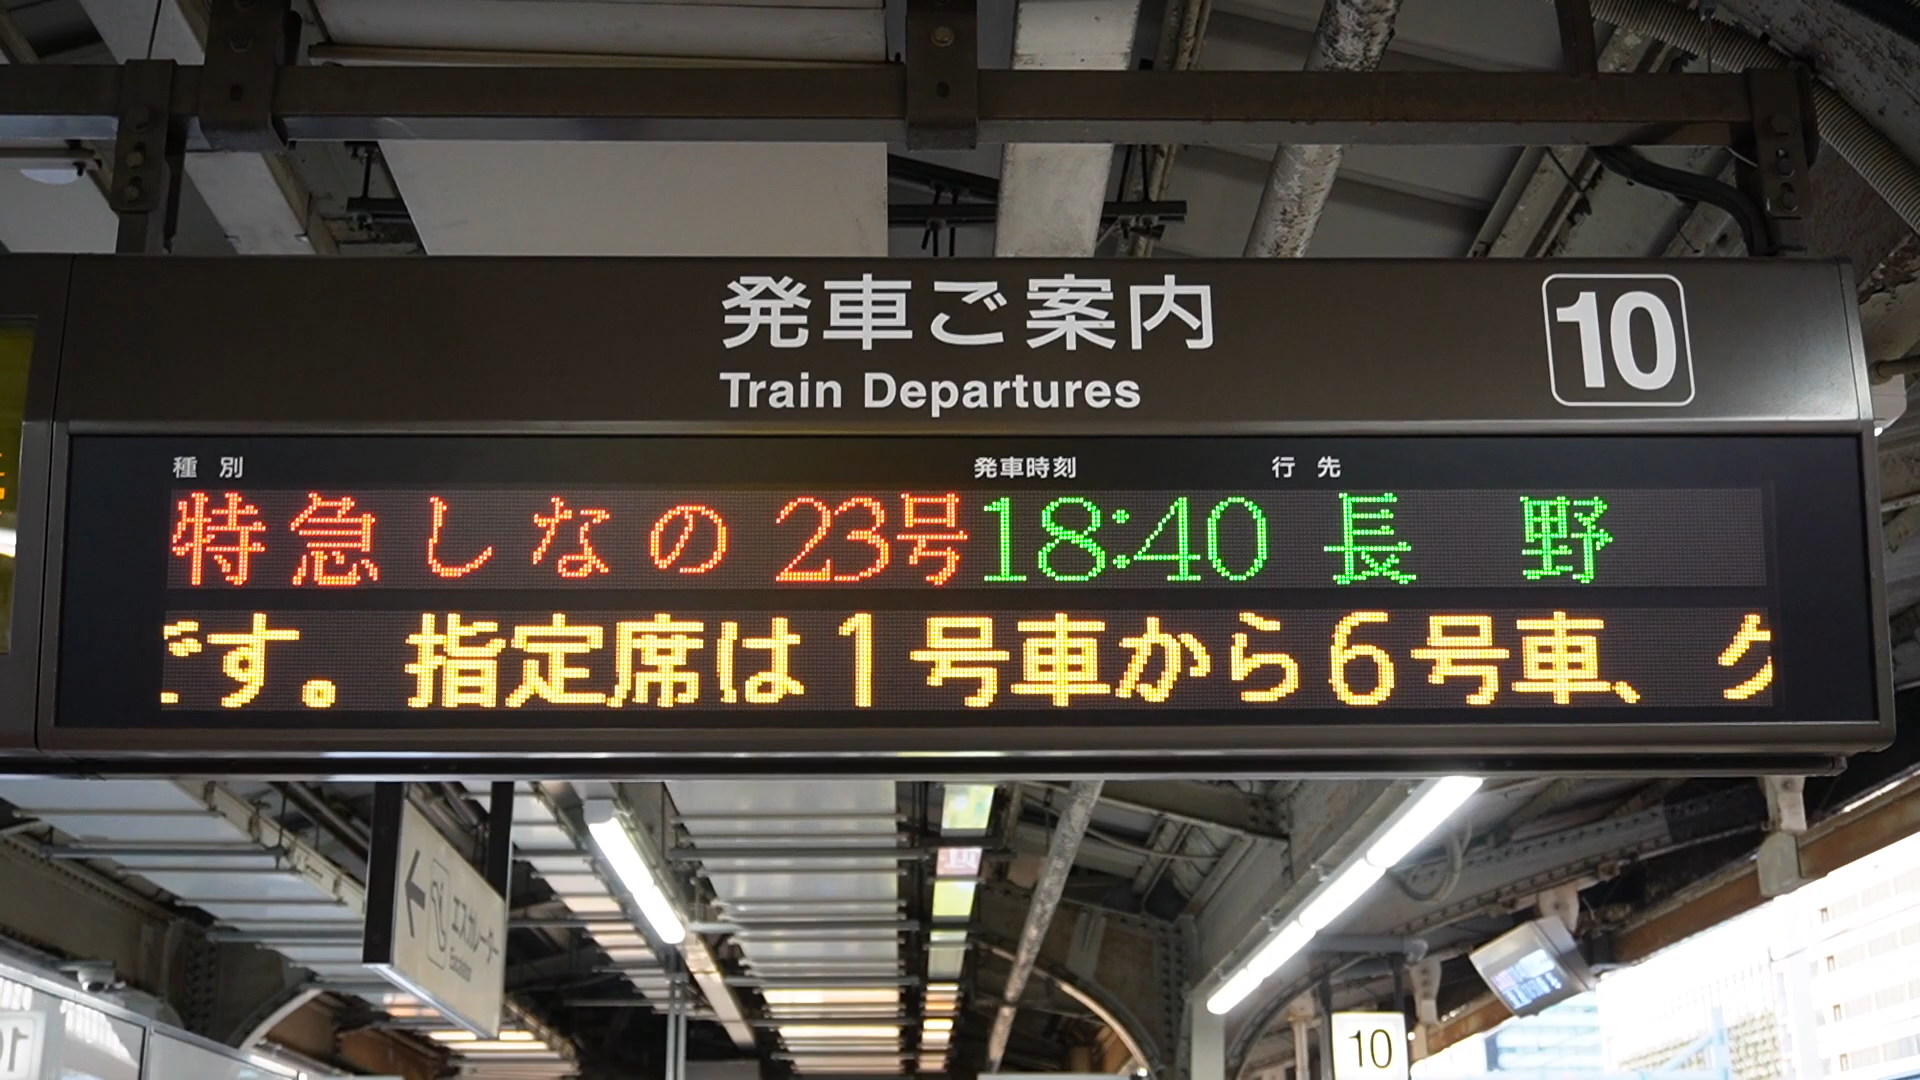 発車ご案内
Train Departures
10
種別 発車時刻 行先
特急しなの23号 18:40 長野
です。指定席は1号車から6号車、
エスカレーター
Escalator
10